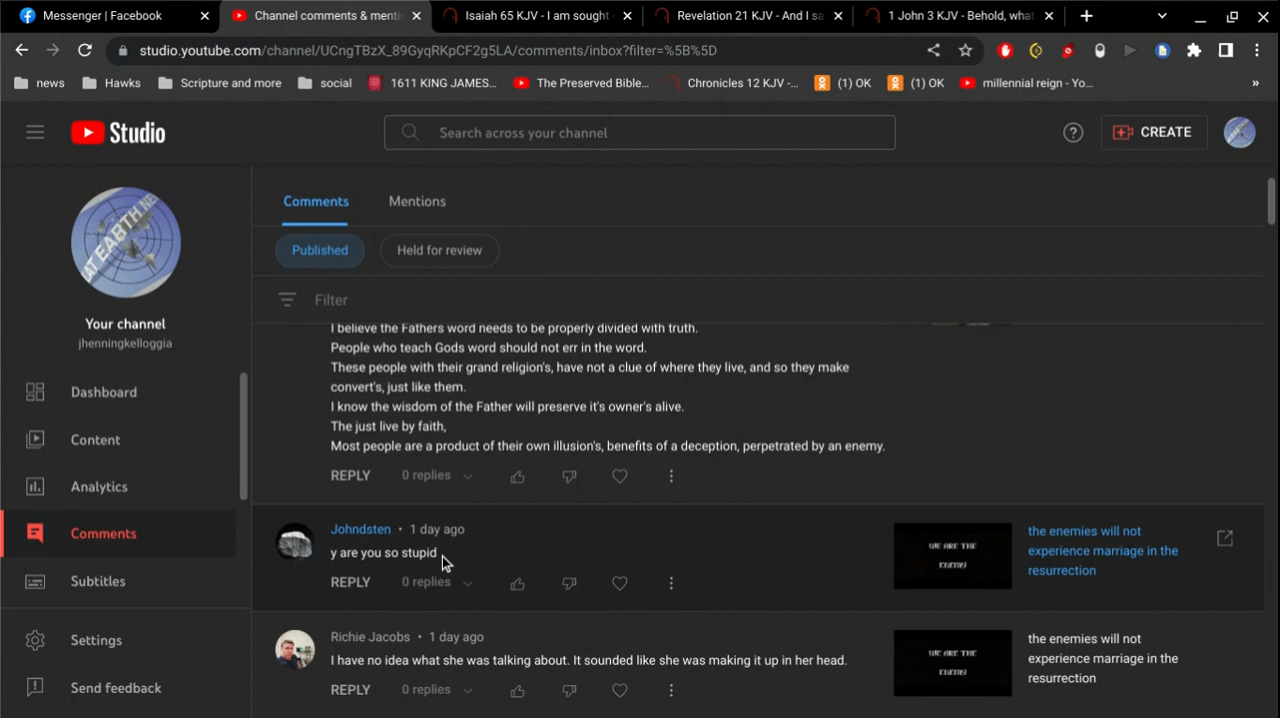 Messenger | Facebook
Channel comments & menti
Isaiah 65 KJV - I am sought
Revelation 21 KJV - And I sa
1 John 3 KJV - Behold, what
studio.youtube.com/channel/UCngTBzX_89GyqRKpCF2g5LA/comments/inbox?filter=%5B%5D
news
Hawks
Scripture and more
social
1611 KING JAMES...
The Preserved Bible...
Chronicles 12 KJV -...
(1) OK
(1) OK
millennial reign - Yo...
»
Studio
Search across your channel
CREATE
AT EARTH NE
Your channel
jhenningkelloggia
Dashboard
Content
Analytics
Comments
Subtitles
Settings
Send feedback
Comments
Mentions
Published
Held for review
Filter
I believe the Fathers word needs to be properly divided with truth.
People who teach Gods word should not err in the word.
These people with their grand religion's, have not a clue of where they live, and so they make
convert's, just like them.
I know the wisdom of the Father will preserve it's owner's alive.
The just live by faith,
Most people are a product of their own illusion's, benefits of a deception, perpetrated by an enemy.
REPLY 0 replies
Johndsten • 1 day ago
y are you so stupid
REPLY 0 replies
WE ARE THE
ENEMY
the enemies will not
experience marriage in the
resurrection
Richie Jacobs • 1 day ago
I have no idea what she was talking about. It sounded like she was making it up in her head.
REPLY 0 replies
WE ARE THE
ENEMY
the enemies will not
experience marriage in the
resurrection